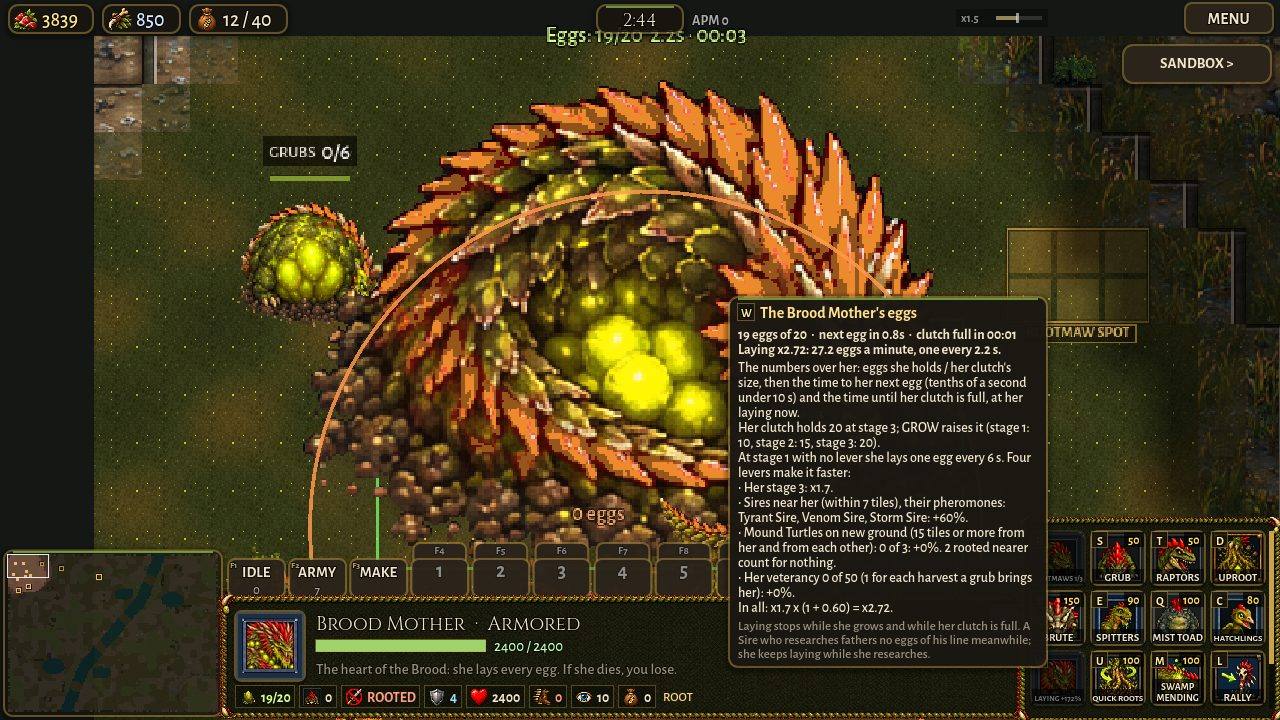 3839
850
12 / 40
2:44
APM 0
x1.5
MENU
Eggs: 19/20 2.2s · 00:03
SANDBOX >
GRUBS 0/6
W The Brood Mother's eggs
19 eggs of 20 · next egg in 0.8s · clutch full in 00:01
Laying x2.72: 27.2 eggs a minute, one every 2.2 s.
The numbers over her: eggs she holds / her clutch's
size, then the time to her next egg (tenths of a second
under 10 s) and the time until her clutch is full, at her
laying now.
Her clutch holds 20 at stage 3; GROW raises it (stage 1:
10, stage 2: 15, stage 3: 20).
At stage 1 with no lever she lays one egg every 6 s. Four
levers make it faster:
· Her stage 3: x1.7.
· Sires near her (within 7 tiles), their pheromones:
Tyrant Sire, Venom Sire, Storm Sire: +60%.
· Mound Turtles on new ground (15 tiles or more from
her and from each other): 0 of 3: +0%. 2 rooted nearer
count for nothing.
· Her veterancy 0 of 50 (1 for each harvest a grub brings
her): +0%.
In all: x1.7 x (1 + 0.60) = x2.72.
Laying stops while she grows and while her clutch is full. A
Sire who researches fathers no eggs of his line meanwhile;
she keeps laying while she researches.
OTMAW SPOT
0 eggs
F1 IDLE 0
F2 ARMY 7
MAKE
F4 1
F5 2
F6 3
F7 4
F8 5
BROOD MOTHER · ARMORED
2400 / 2400
The heart of the Brood: she lays every egg. If she dies, you lose.
19/20
0
ROOTED
4
2400
0
10
0
ROOT
TMAWS 1/3
S 50 GRUB
T 50 RAPTORS
D UPROOT
150 RUTE
E 90 SPITTERS
Q 100 MIST TOAD
C 80 HATCHLINGS
LAYING +172%
U 100 QUICK ROOTS
M 100 SWAMP MENDING
L RALLY